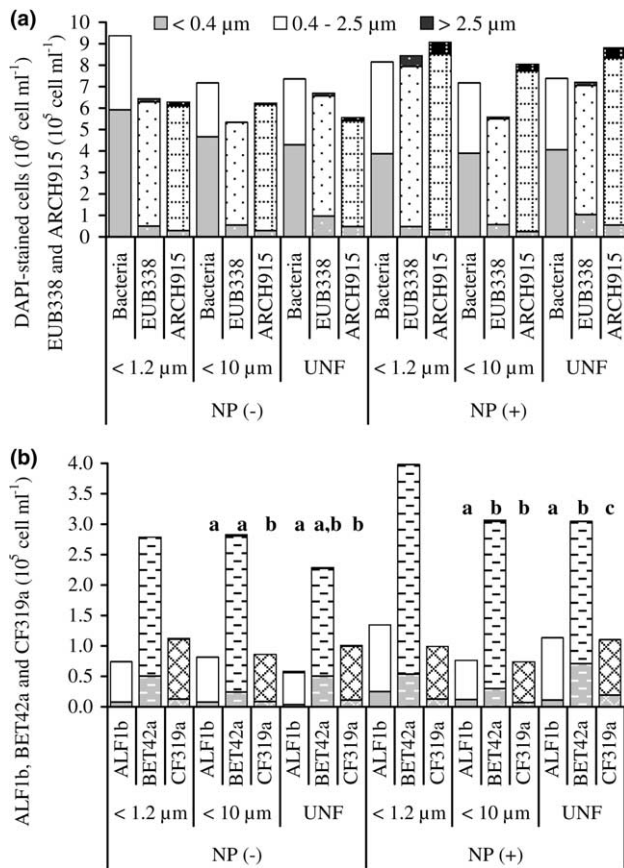 (a)
< 0.4 µm 0.4 - 2.5 µm > 2.5 µm
DAPI-stained cells (10⁶ cell ml⁻¹)
EUB338 and ARCH915 (10⁵ cell ml⁻¹)
10
9
8
7
6
5
4
3
2
1
0
Bacteria EUB338 ARCH915 Bacteria EUB338 ARCH915 Bacteria EUB338 ARCH915 Bacteria EUB338 ARCH915 Bacteria EUB338 ARCH915 Bacteria EUB338 ARCH915
< 1.2 µm < 10 µm UNF < 1.2 µm < 10 µm UNF
NP (-) NP (+)
(b)
ALF1b, BET42a and CF319a (10⁵ cell ml⁻¹)
4.0
3.5
3.0
2.5
2.0
1.5
1.0
0.5
0.0
a a b a a,b b a b b a b c
ALF1b BET42a CF319a ALF1b BET42a CF319a ALF1b BET42a CF319a ALF1b BET42a CF319a ALF1b BET42a CF319a ALF1b BET42a CF319a
< 1.2 µm < 10 µm UNF < 1.2 µm < 10 µm UNF
NP (-) NP (+)